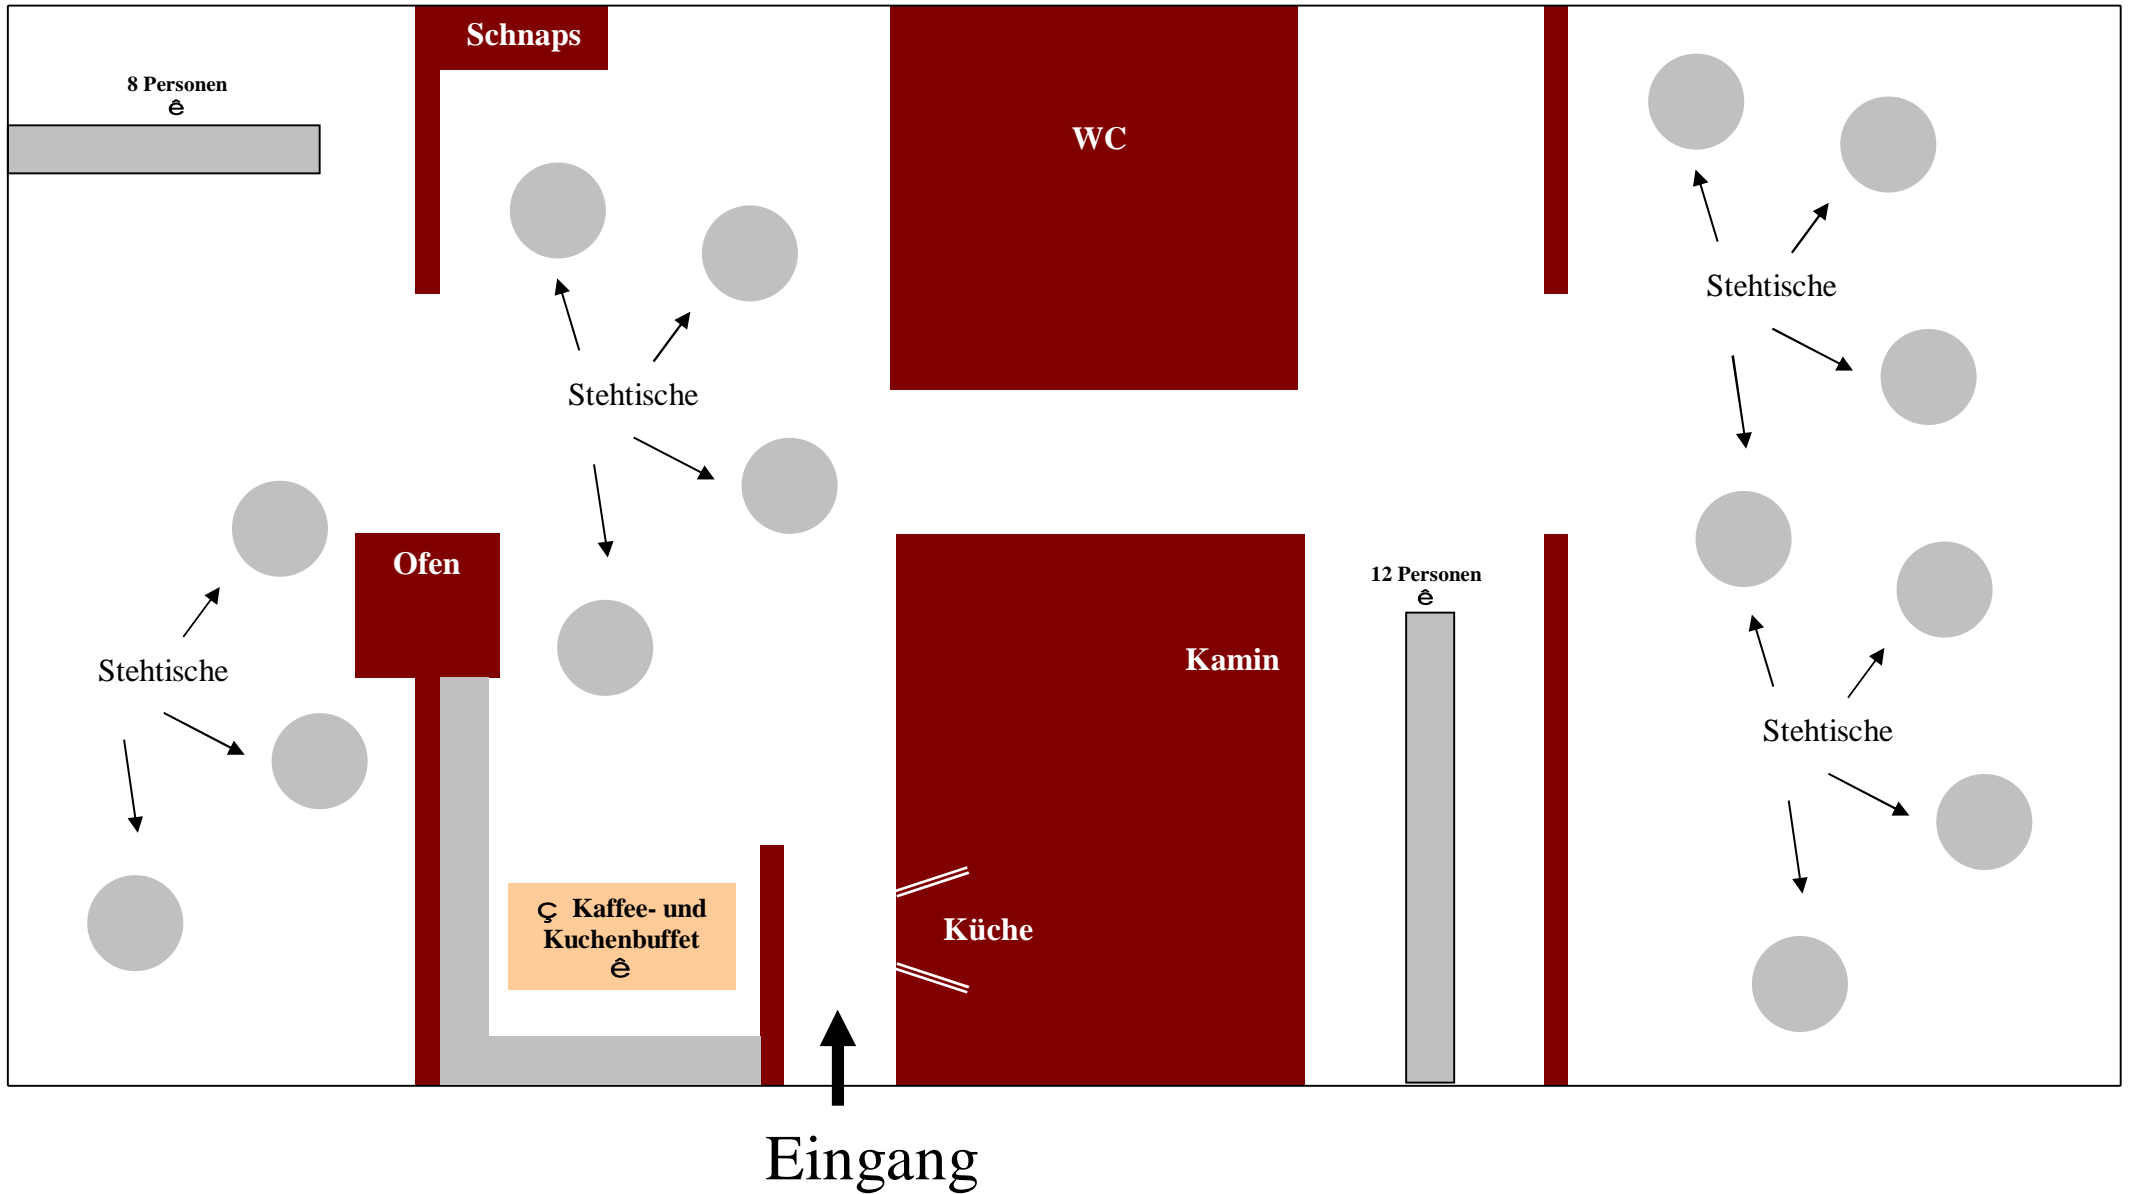 Schnaps
8 Personen
ê
WC
Stehtische
Stehtische
Ofen
12 Personen
ê
Kamin
Stehtische
Stehtische
ç Kaffee- und
Kuchenbuffet
ê
Küche
Eingang